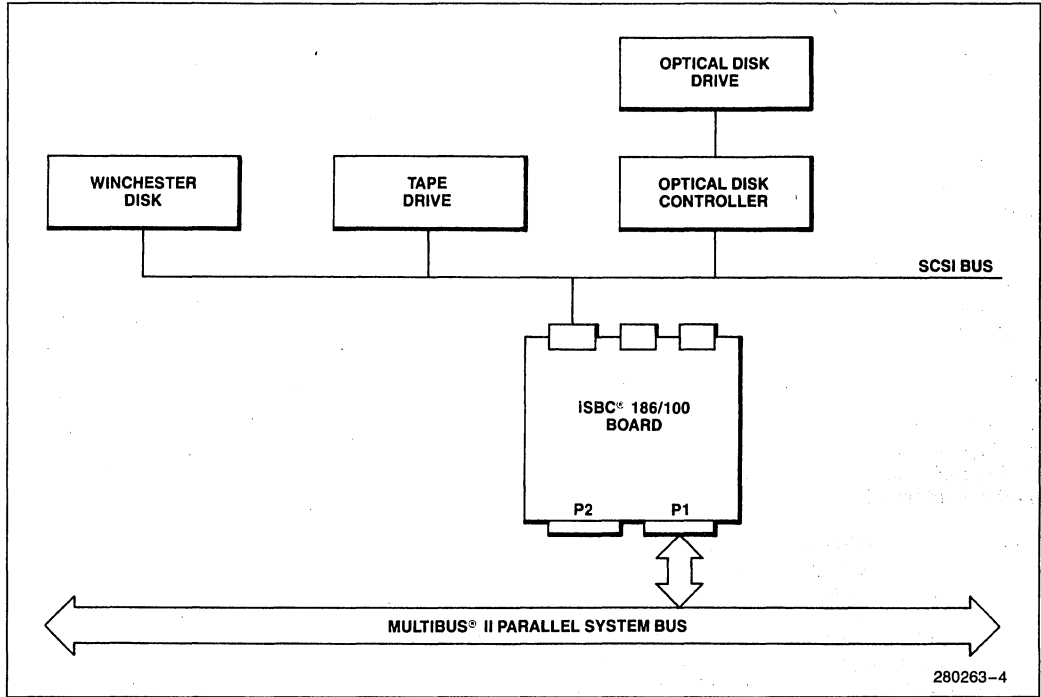 OPTICAL DISK
DRIVE
WINCHESTER
DISK
TAPE
DRIVE
OPTICAL DISK
CONTROLLER
SCSI BUS
iSBC® 186/100
BOARD
P2
P1
MULTIBUS® II PARALLEL SYSTEM BUS
280263–4